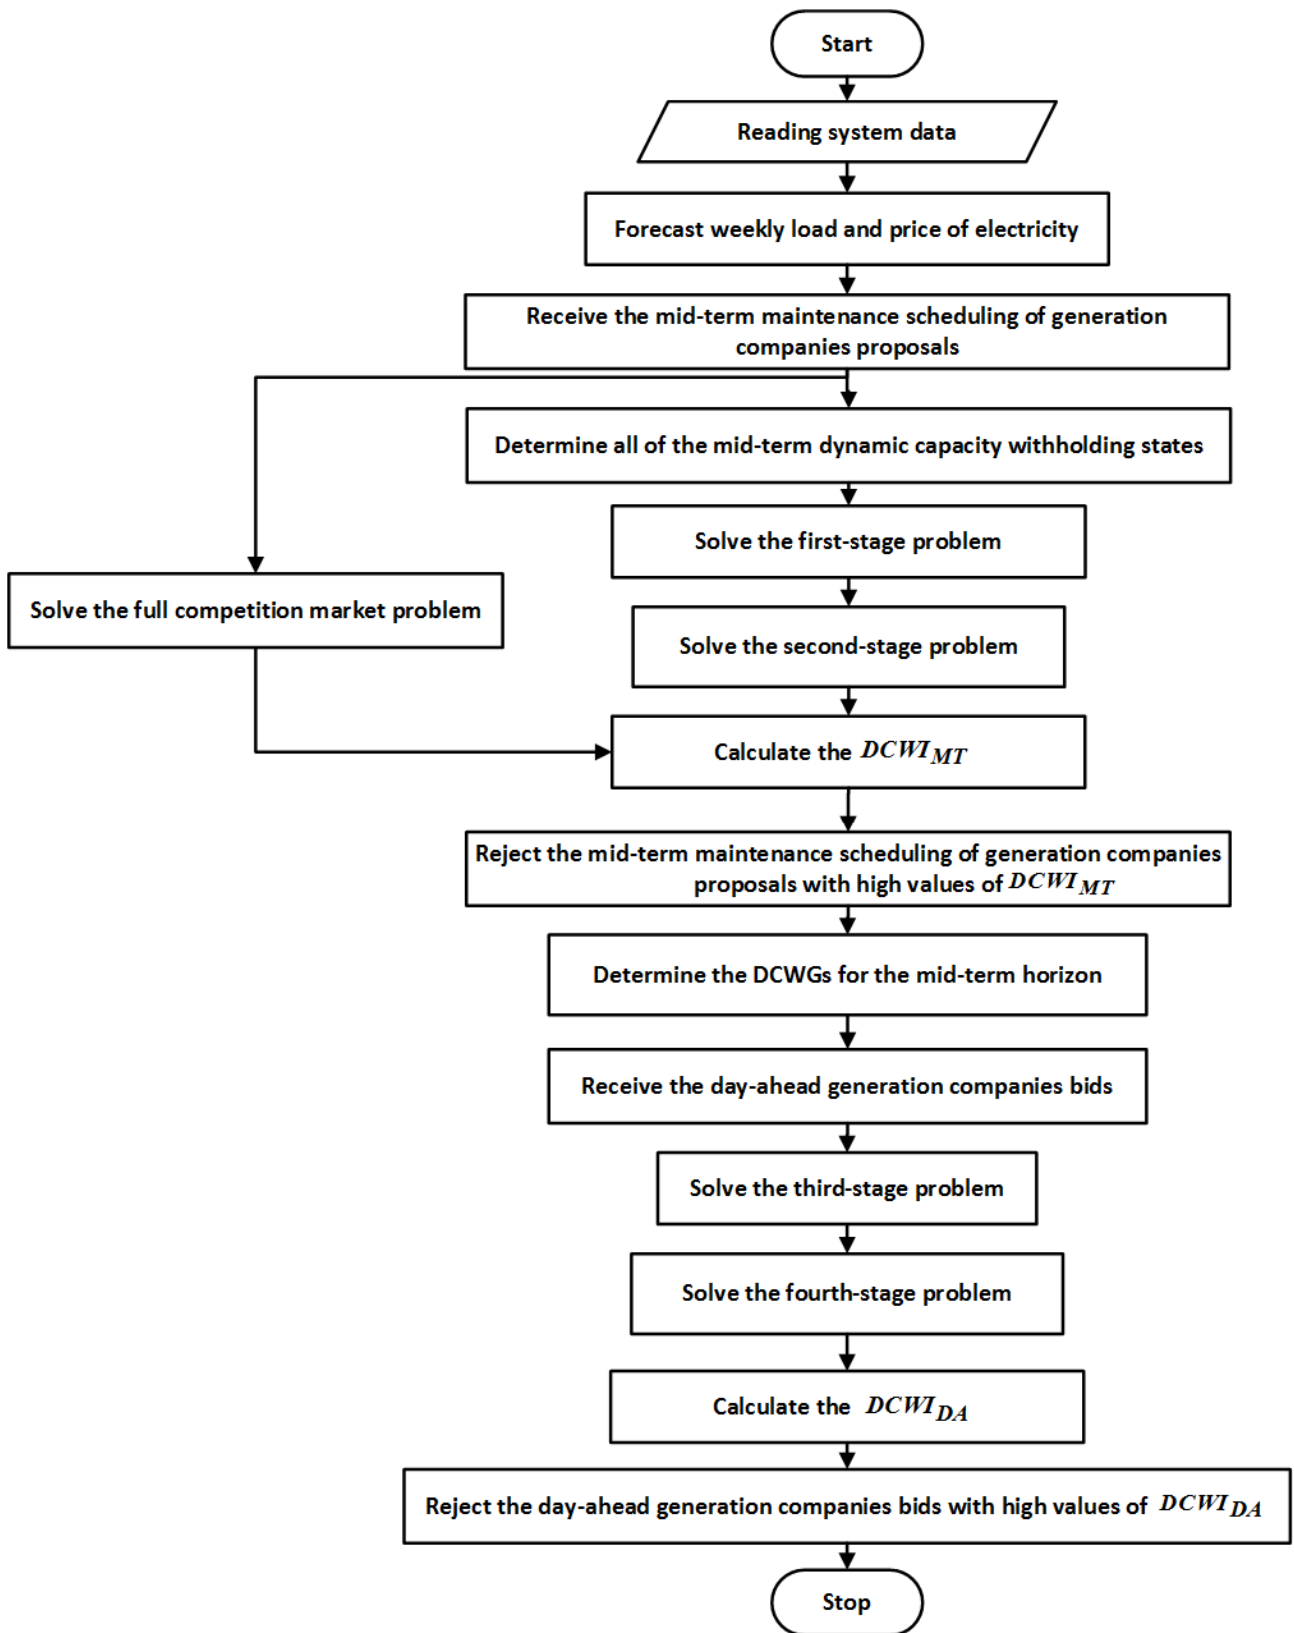 Start
Reading system data
Forecast weekly load and price of electricity
Receive the mid-term maintenance scheduling of generation
companies proposals
Determine all of the mid-term dynamic capacity withholding states
Solve the first-stage problem
Solve the full competition market problem
Solve the second-stage problem
Calculate the DCWI_MT
Reject the mid-term maintenance scheduling of generation companies
proposals with high values of DCWI_MT
Determine the DCWGs for the mid-term horizon
Receive the day-ahead generation companies bids
Solve the third-stage problem
Solve the fourth-stage problem
Calculate the DCWI_DA
Reject the day-ahead generation companies bids with high values of DCWI_DA
Stop